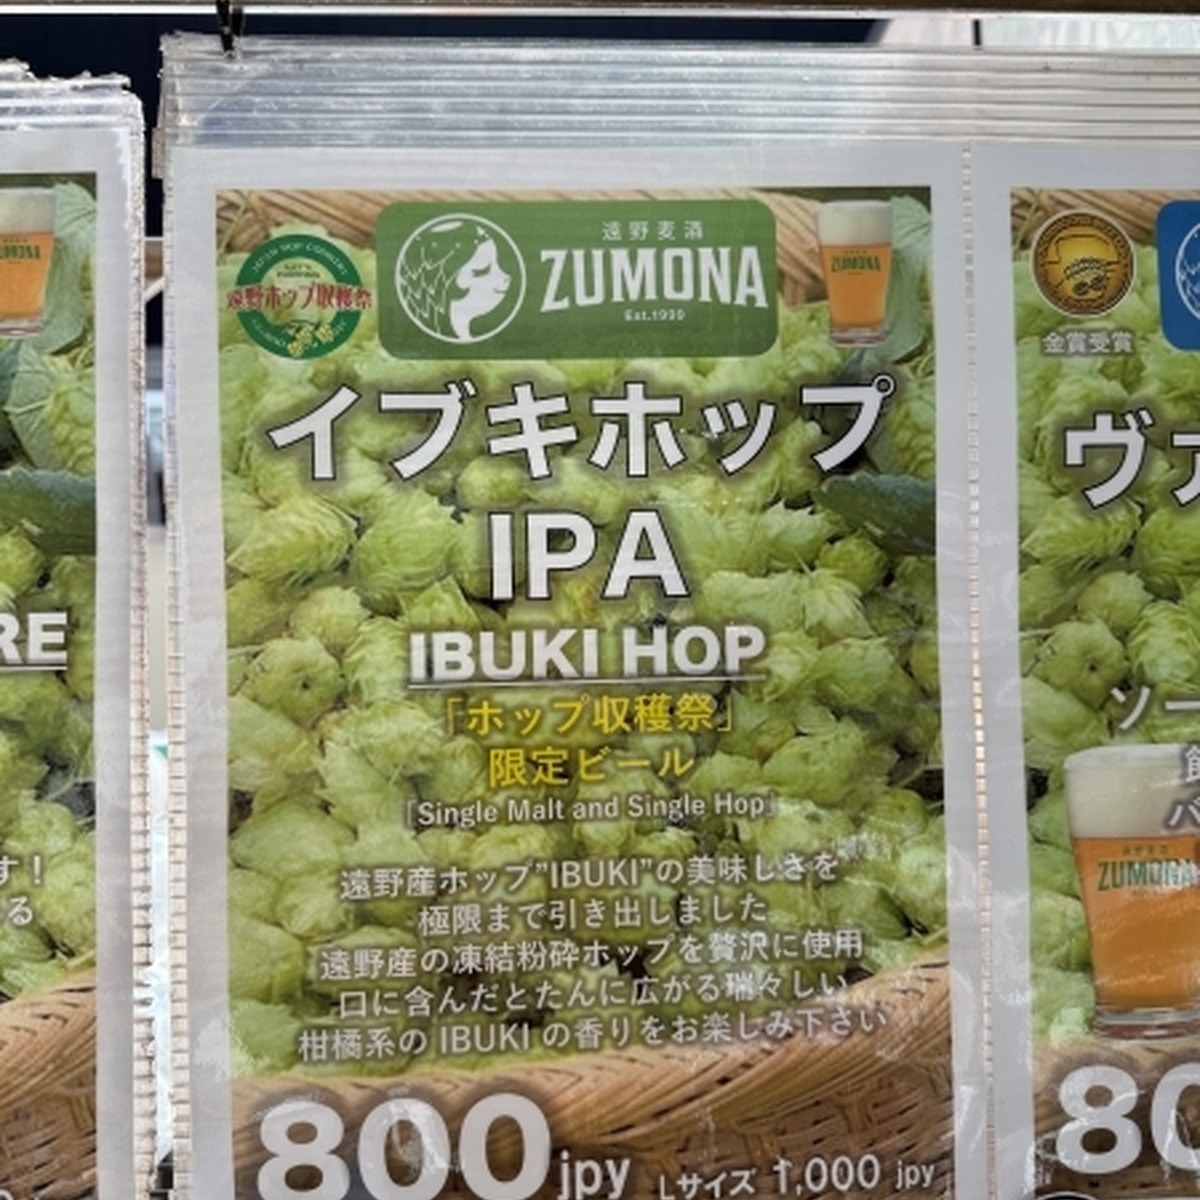 RE
す！
る
遠野ホップ収穫祭
遠野麦酒
ZUMONA
Est.1999
ZUMONA
イブキホップ
IPA
IBUKI HOP
「ホップ収穫祭」
限定ビール
「Single Malt and Single Hop」
遠野産ホップ”IBUKI”の美味しさを
極限まで引き出しました
遠野産の凍結粉砕ホップを贅沢に使用
口に含んだとたんに広がる瑞々しい
柑橘系の IBUKI の香りをお楽しみ下さい
800 jpy Lサイズ 1,000 jpy
金賞受賞
ヴァ
ソー
ZUMONA
80